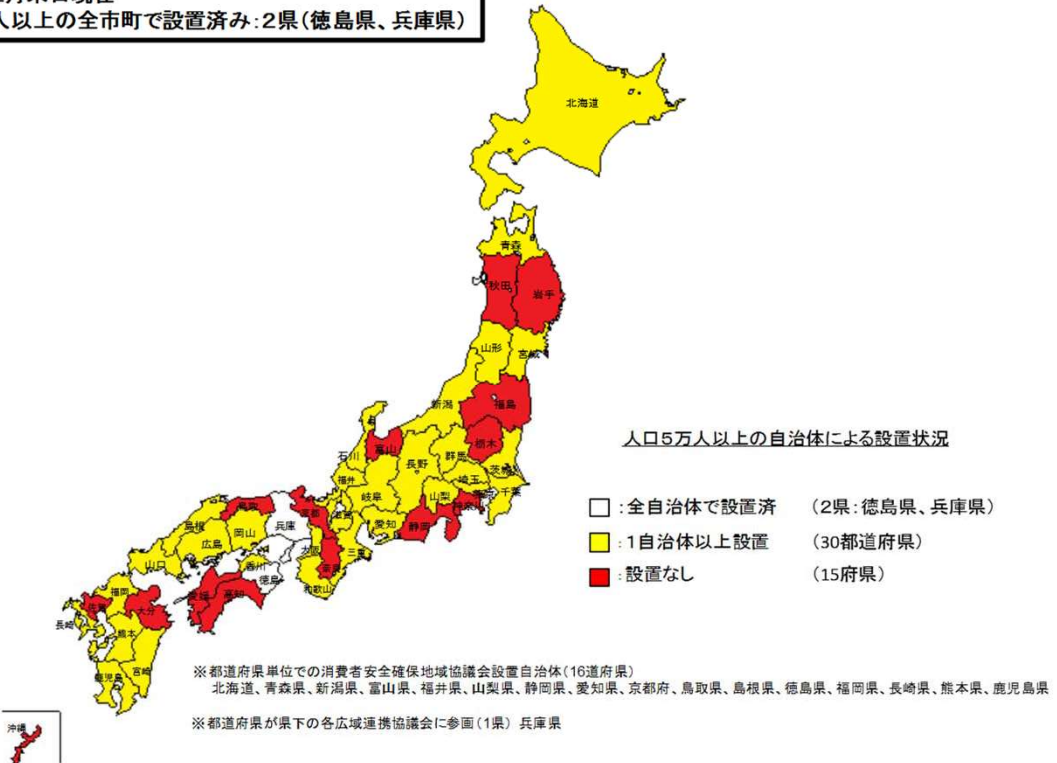 人以上の全市町で設置済み:2県(徳島県、兵庫県)
北海道
青森
秋田
岩手
山形
宮城
新潟
福島
富山
栃木
石川
群馬
長野
茨城
福井
埼玉
岐阜
山梨
東京
千葉
神奈川
鳥取
京都
滋賀
静岡
島根
兵庫
愛知
岡山
広島
大阪
三重
山口
香川
奈良
徳島
和歌山
福岡
愛媛
高知
佐賀
大分
長崎
熊本
宮崎
鹿児島
沖縄
人口5万人以上の自治体による設置状況
:全自治体で設置済 (2県:徳島県、兵庫県)
:1自治体以上設置 (30都道府県)
:設置なし (15府県)
※都道府県単位での消費者安全確保地域協議会設置自治体(16道府県)
北海道、青森県、新潟県、富山県、福井県、山梨県、静岡県、愛知県、京都府、鳥取県、島根県、徳島県、福岡県、長崎県、熊本県、鹿児島県
※都道府県が県下の各広域連携協議会に参画(1県) 兵庫県